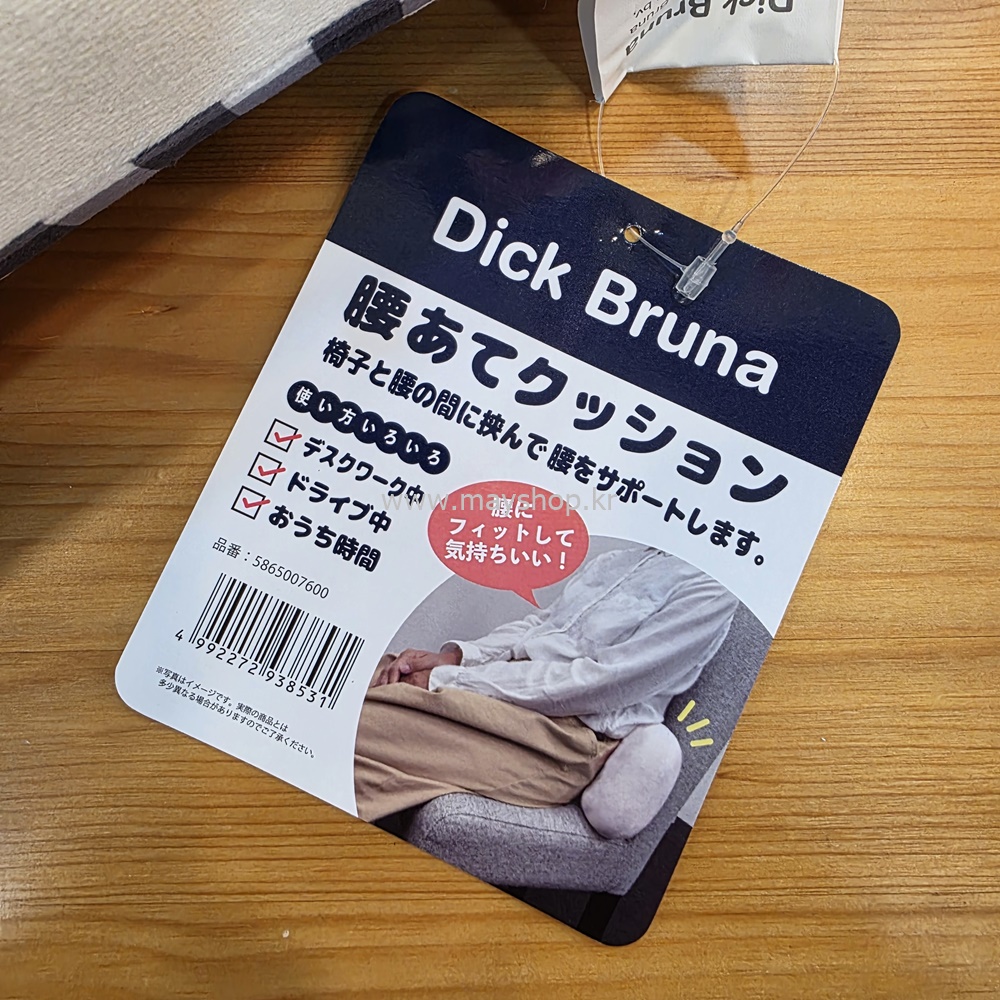 Dick Bruna
Bruna bv.
Dick Bruna
腰あてクッション
椅子と腰の間に挟んで腰をサポートします。
使い方いろいろ
デスクワーク中
ドライブ中
おうち時間
腰に
フィットして
気持ちいい！
www.mayshop.kr
品番：5865007600
4 992272 938531
※写真はイメージです。実際の商品とは
多少異なる場合がありますのでご了承ください。